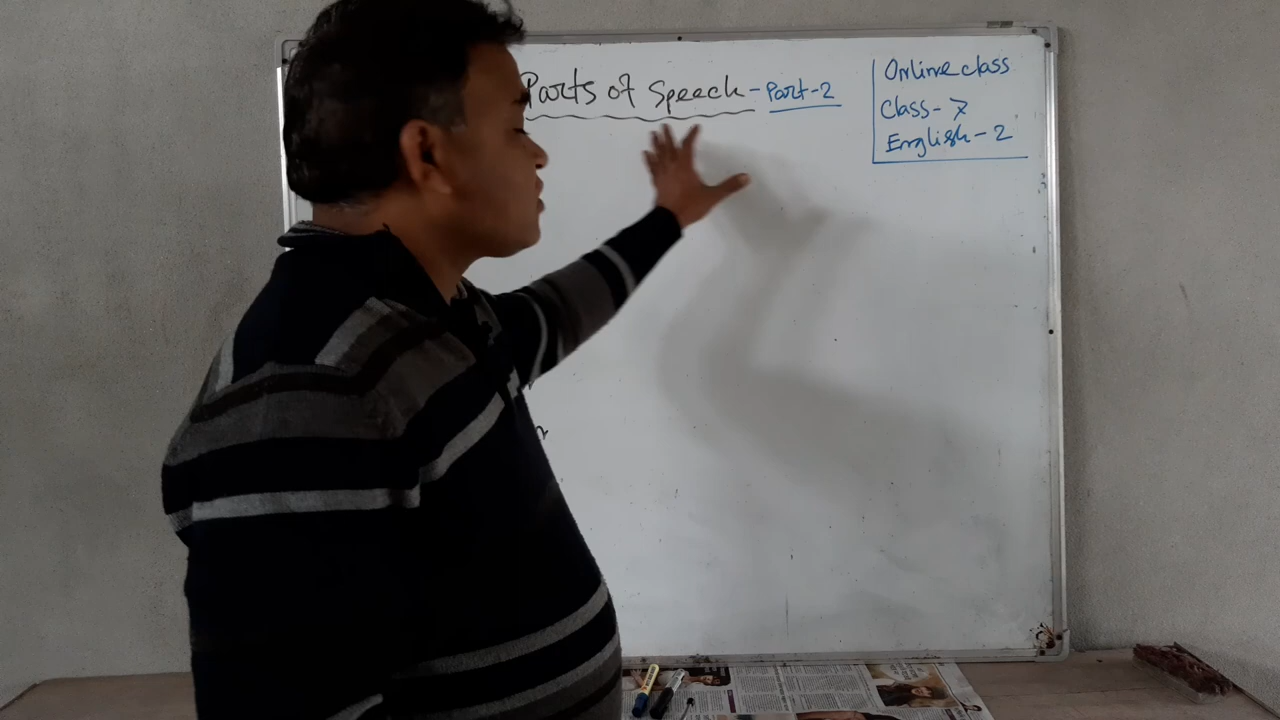 Parts of Speech - Part-2
Online class
Class - 7
English - 2